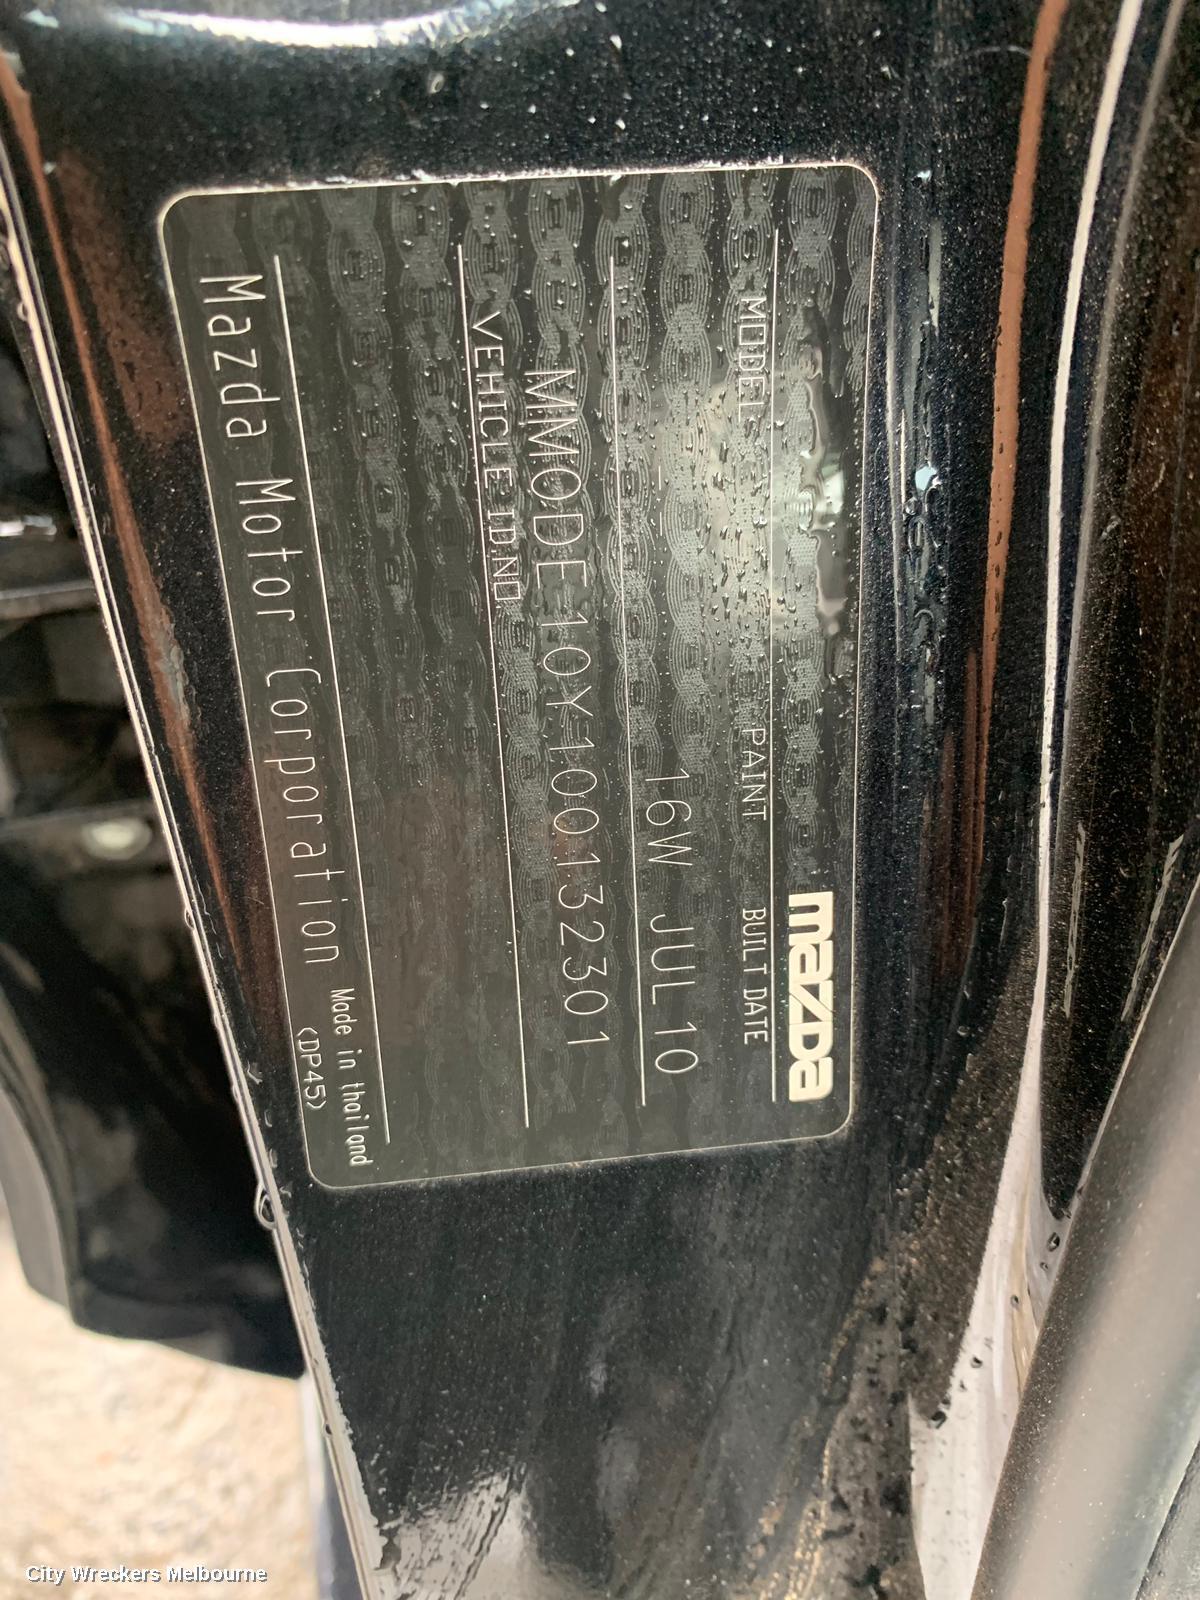 mazda
MODEL PAINT BUILT DATE
16W JUL 10
MM0DE10Y100132301
VEHICLE ID.NO.
Mazda Motor Corporation Made in thailand
<DP45>
City Wreckers Melbourne